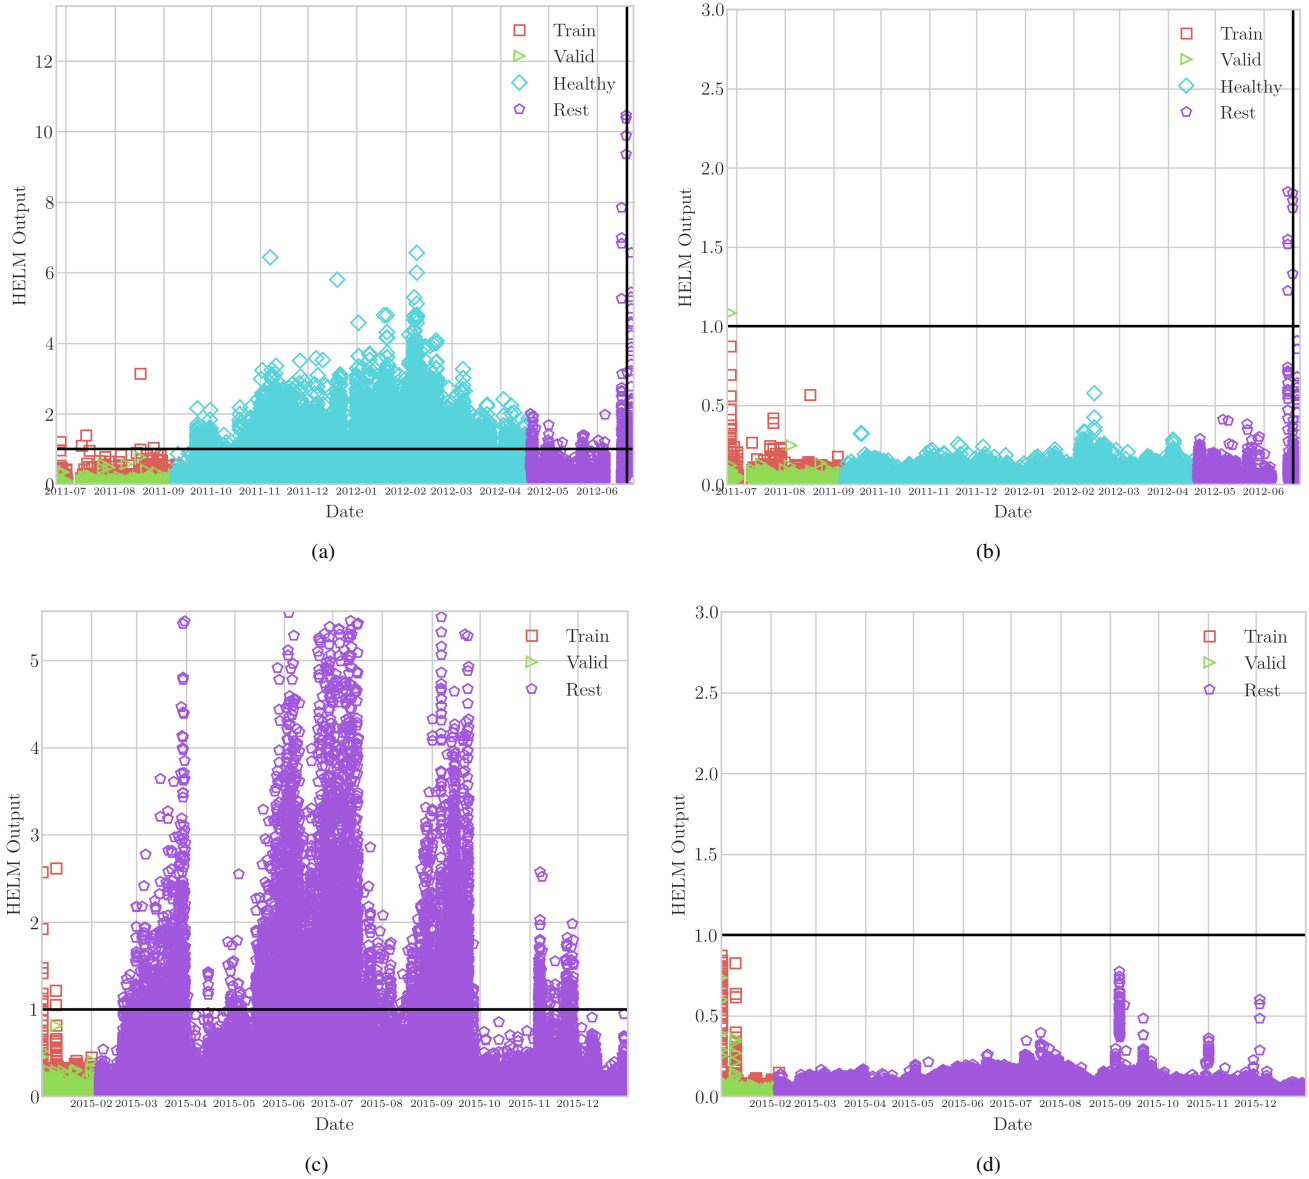 12
10
8
6
4
2
0
HELM Output
Train
Valid
Healthy
Rest
2011-07 2011-08 2011-09 2011-10 2011-11 2011-12 2012-01 2012-02 2012-03 2012-04 2012-05 2012-06
Date
(a)
3.0
2.5
2.0
1.5
1.0
0.5
0.0
HELM Output
Train
Valid
Healthy
Rest
2011-07 2011-08 2011-09 2011-10 2011-11 2011-12 2012-01 2012-02 2012-03 2012-04 2012-05 2012-06
Date
(b)
5
4
3
2
1
0
HELM Output
Train
Valid
Rest
2015-02 2015-03 2015-04 2015-05 2015-06 2015-07 2015-08 2015-09 2015-10 2015-11 2015-12
Date
(c)
3.0
2.5
2.0
1.5
1.0
0.5
0.0
HELM Output
Train
Valid
Rest
2015-02 2015-03 2015-04 2015-05 2015-06 2015-07 2015-08 2015-09 2015-10 2015-11 2015-12
Date
(d)